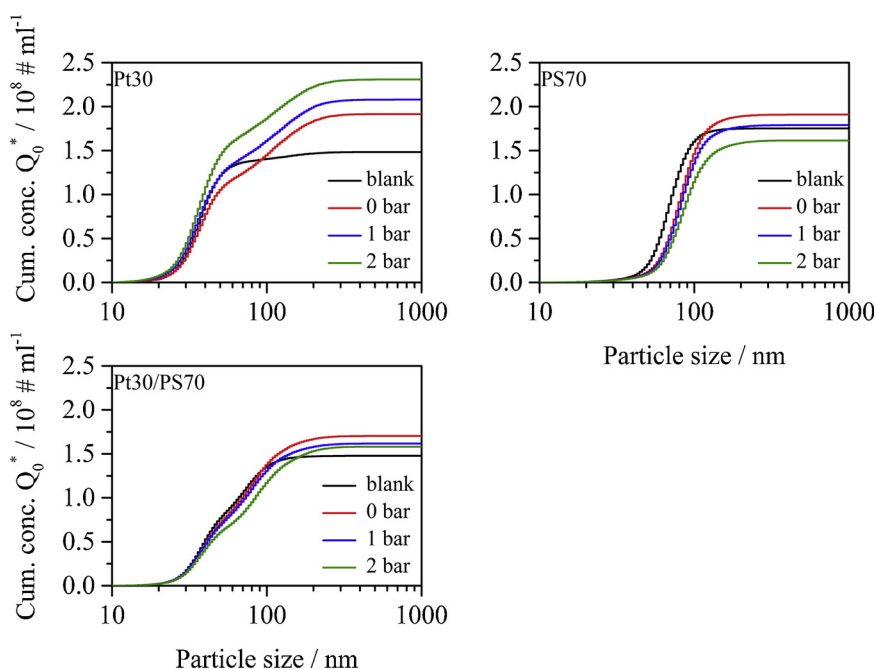 Cum. conc. Q₀* / 10⁸ # ml⁻¹
2.5
2.0
1.5
1.0
0.5
0.0
Pt30
blank
0 bar
1 bar
2 bar
10
100
1000
2.5
2.0
1.5
1.0
0.5
0.0
PS70
blank
0 bar
1 bar
2 bar
10
100
1000
Particle size / nm
Cum. conc. Q₀* / 10⁸ # ml⁻¹
2.5
2.0
1.5
1.0
0.5
0.0
Pt30/PS70
blank
0 bar
1 bar
2 bar
10
100
1000
Particle size / nm